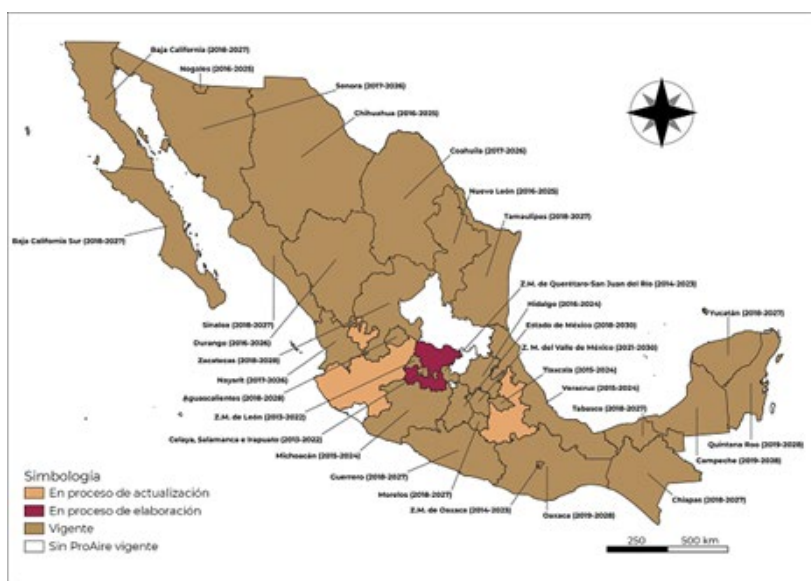 Baja California (2018-2027)
Nogales (2016-2025)
Sonora (2017-2026)
Chihuahua (2016-2025)
Coahuila (2017-2026)
Nuevo León (2016-2025)
Tamaulipas (2018-2027)
Baja California Sur (2018-2027)
Z.M. de Querétaro-San Juan del Río (2014-2023)
Hidalgo (2016-2024)
Estado de México (2018-2030)
Yucatán (2018-2027)
Sinaloa (2018-2027)
Durango (2016-2026)
Z.M. del Valle de México (2021-2030)
Zacatecas (2018-2028)
Tlaxcala (2015-2024)
Nayarit (2017-2026)
Veracruz (2015-2024)
Aguascalientes (2018-2028)
Tabasco (2018-2027)
Z.M. de León (2013-2022)
Celaya, Salamanca e Irapuato (2013-2022)
Quintana Roo (2019-2028)
Michoacán (2015-2024)
Campeche (2019-2028)
Guerrero (2018-2027)
Morelos (2018-2027)
Chiapas (2018-2027)
Z.M. de Oaxaca (2014-2023)
Oaxaca (2019-2028)
Simbología
En proceso de actualización
En proceso de elaboración
Vigente
Sin ProAire vigente
250 500 km